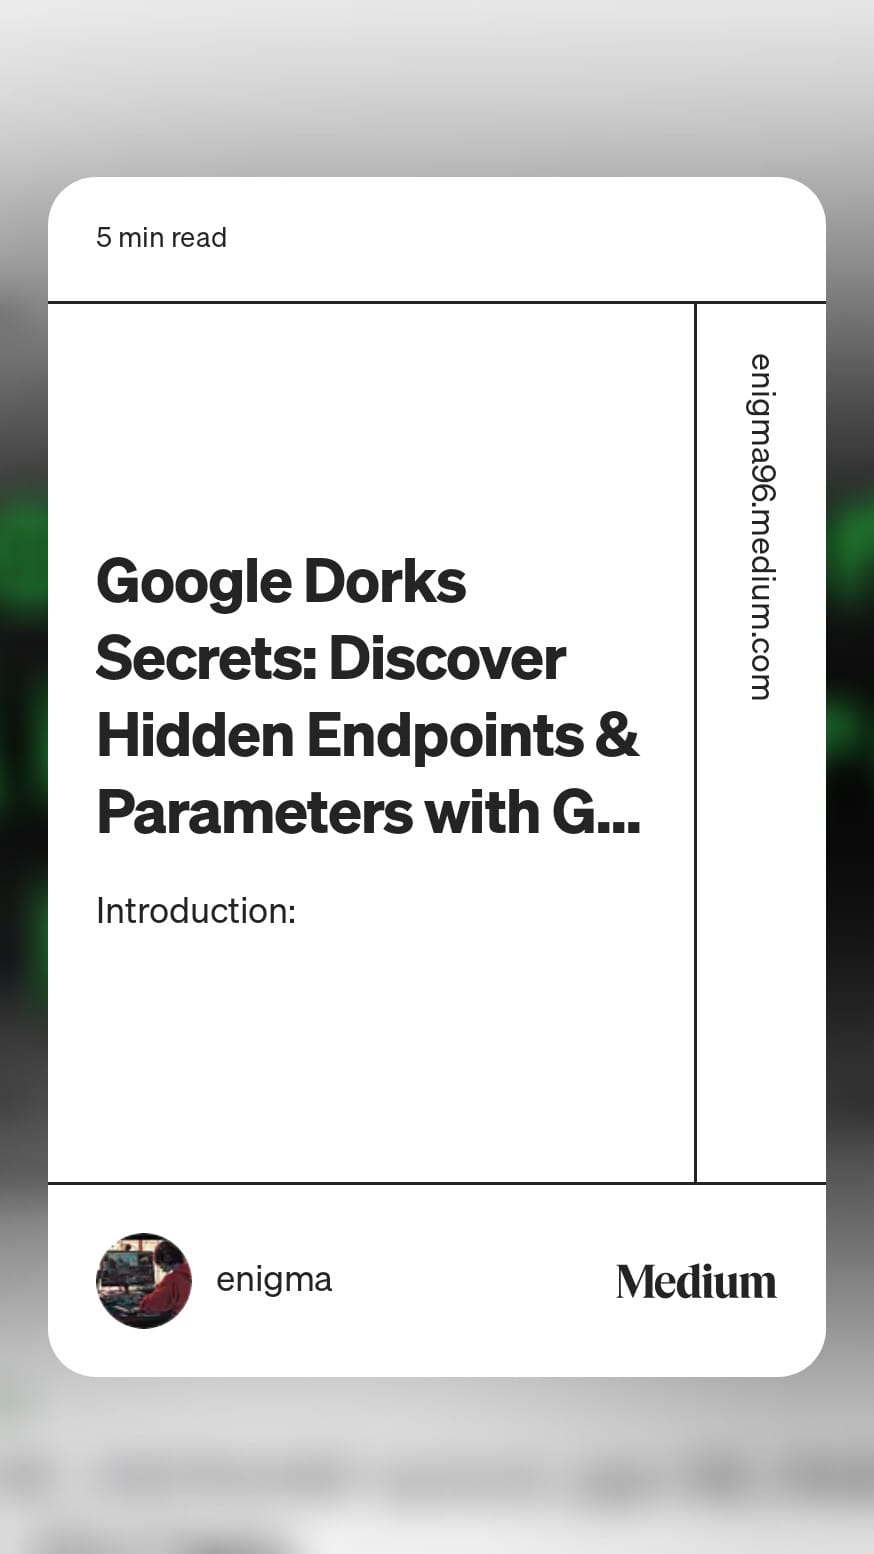 5 min read
enigma96.medium.com
Google Dorks
Secrets: Discover
Hidden Endpoints &
Parameters with G...
Introduction:
enigma
Medium